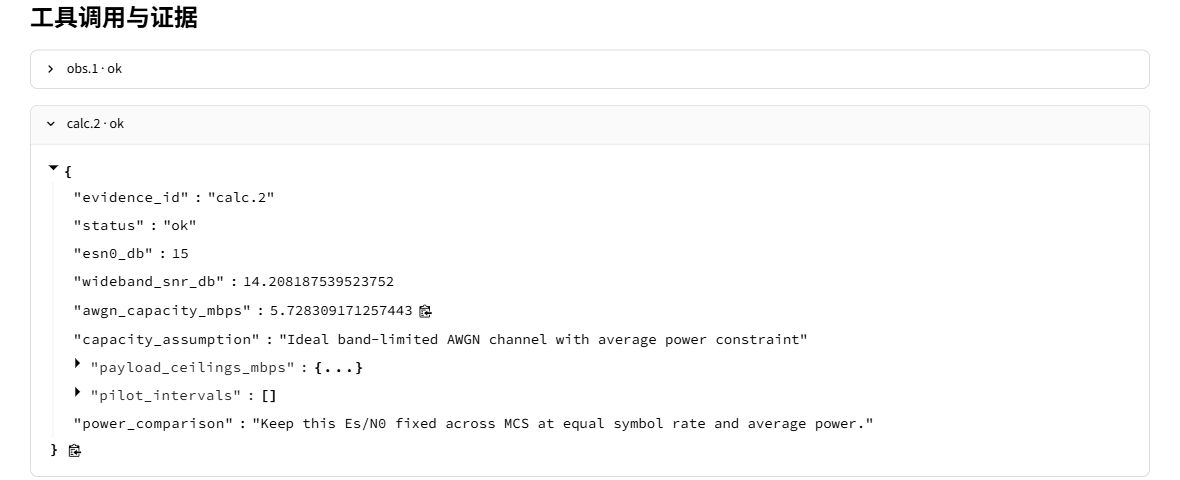 工具调用与证据
obs.1 · ok
calc.2 · ok
{
"evidence_id" : "calc.2"
"status" : "ok"
"esn0_db" : 15
"wideband_snr_db" : 14.208187539523752
"awgn_capacity_mbps" : 5.728309171257443
"capacity_assumption" : "Ideal band-limited AWGN channel with average power constraint"
"payload_ceilings_mbps" : {...}
"pilot_intervals" : []
"power_comparison" : "Keep this Es/N0 fixed across MCS at equal symbol rate and average power."
}